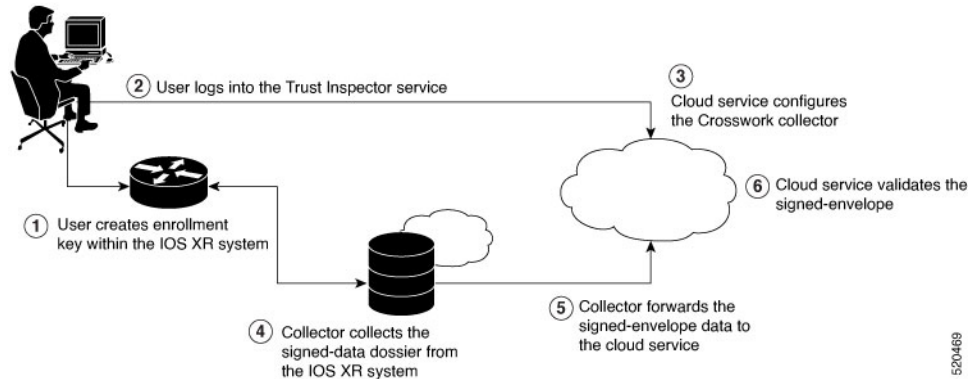 2 User logs into the Trust Inspector service
3
Cloud service configures
the Crosswork collector
6 Cloud service validates the
signed-envelope
1 User creates enrollment
key within the IOS XR system
4 Collector collects the
signed-data dossier from
the IOS XR system
5 Collector forwards the
signed-envelope data to
the cloud service
520469